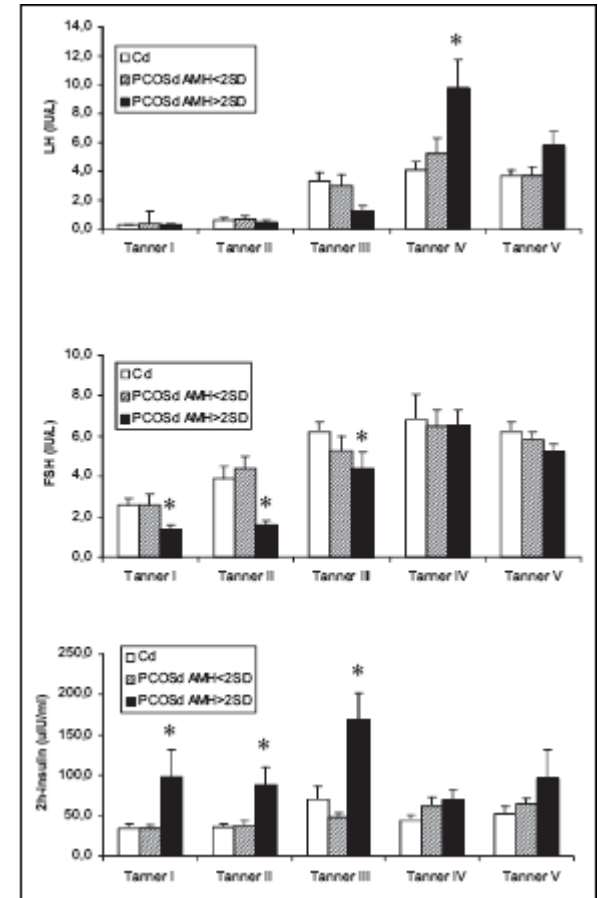 14,0
12,0
10,0
8,0
6,0
4,0
2,0
0,0
LH (IU/L)
Cd
PCOSd AMH<2SD
PCOSd AMH>2SD
*
Tanner I Tanner II Tanner III Tanner IV Tanner V
10,0
8,0
6,0
4,0
2,0
0,0
FSH (IU/L)
Cd
PCOSd AMH<2SD
PCOSd AMH>2SD
* * *
Tanner I Tanner II Tanner III Tanner IV Tanner V
250,0
200,0
150,0
100,0
50,0
0,0
2h-insulin (uIU/ml)
Cd
PCOSd AMH<2SD
PCOSd AMH>2SD
* * *
Tanner I Tanner II Tanner III Tanner IV Tanner V